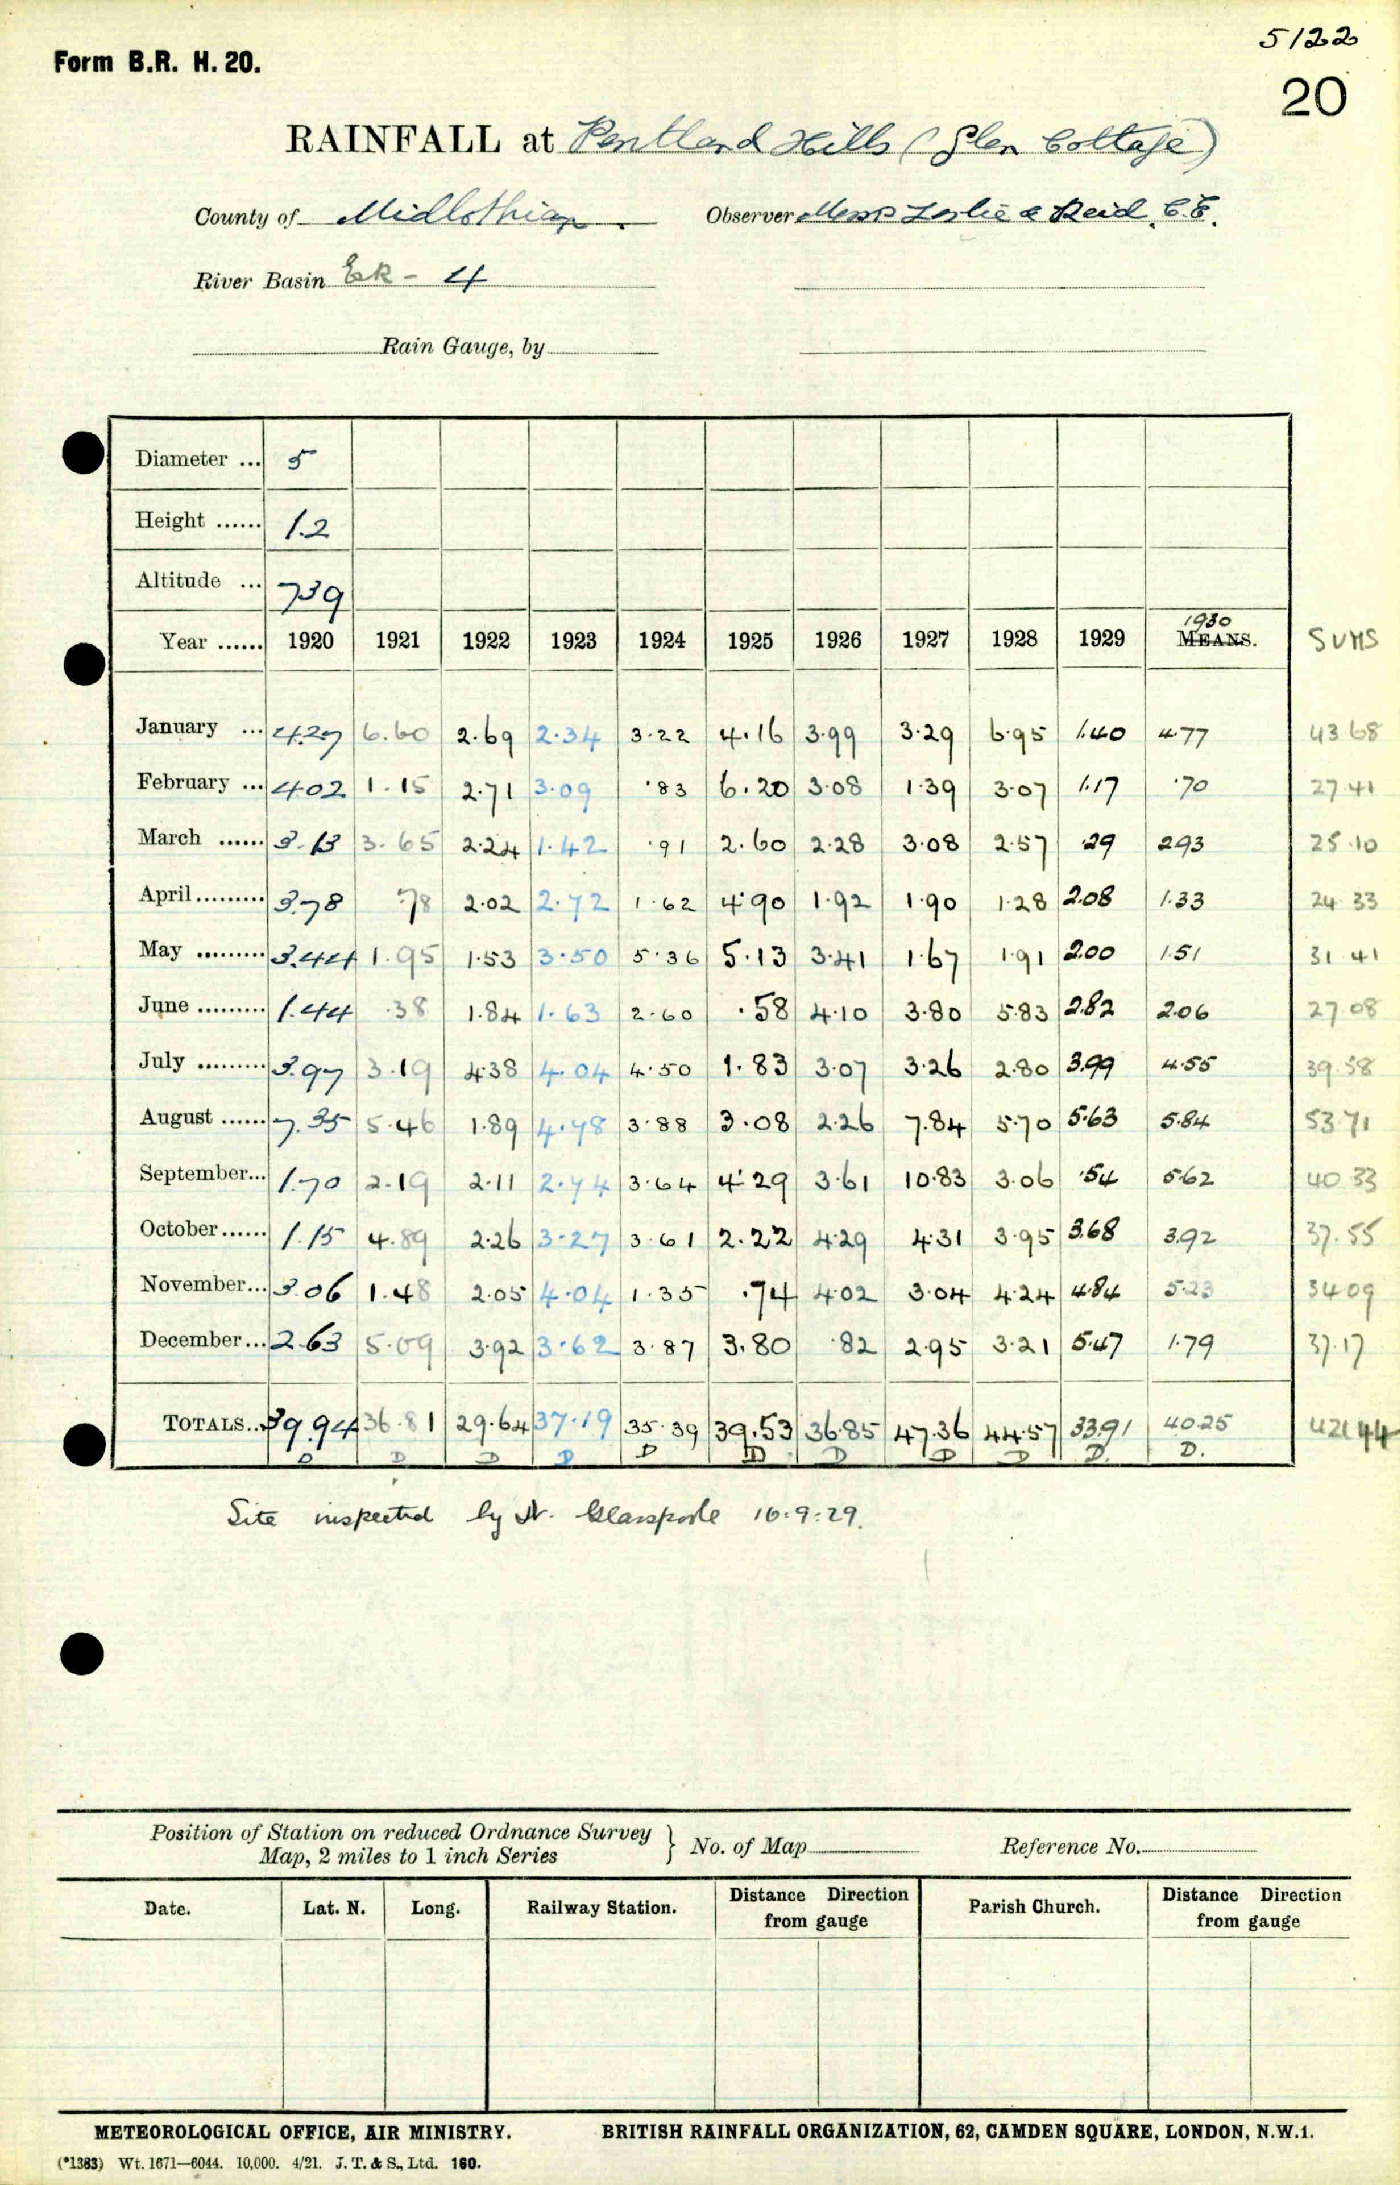 5122
Form B.R. H. 20.
20
RAINFALL at Pentland Hills (Glen Cottage)
County of Midlothian. Observer Messrs Leslie & Reid, C.E.
River Basin Esk - 4
Rain Gauge, by
Diameter ... 5
Height ...... 1.2
Altitude ... 739
1930
Year ...... 1920 1921 1922 1923 1924 1925 1926 1927 1928 1929 MEANS. SUMS
January ... 4.27 6.60 2.69 2.34 3.22 4.16 3.99 3.29 6.95 1.40 4.77 43 68
February ... 4.02 1.15 2.71 3.09 .83 6.20 3.08 1.39 3.07 1.17 .70 27.41
March ...... 3.13 3.65 2.24 1.42 .91 2.60 2.28 3.08 2.57 .29 2.93 25.10
April ......... 3.78 .78 2.02 2.72 1.62 4.90 1.92 1.90 1.28 2.08 1.33 24.33
May ......... 3.44 1.95 1.53 3.50 5.36 5.13 3.41 1.67 1.91 2.00 1.51 31.41
June ......... 1.44 .38 1.84 1.63 2.60 .58 4.10 3.80 5.83 2.82 2.06 27.08
July ......... 3.97 3.19 4.38 4.04 4.50 1.83 3.07 3.26 2.80 3.99 4.55 39.58
August ...... 7.35 5.46 1.89 4.78 3.88 3.08 2.26 7.84 5.70 5.63 5.84 53.71
September... 1.70 2.19 2.11 2.74 3.64 4.29 3.61 10.83 3.06 .54 5.62 40 33
October ...... 1.15 4.89 2.26 3.27 3.61 2.22 4.29 4.31 3.95 3.68 3.92 37.55
November... 3.06 1.48 2.05 4.04 1.35 .74 4.02 3.04 4.24 4.84 5.23 34 09
December... 2.63 5.09 3.92 3.62 3.87 3.80 .82 2.95 3.21 5.47 1.79 37.17
TOTALS... 39.94 36.81 29.64 37.19 35.39 39.53 36.85 47.36 44.57 33.91 40.25 421 44
D D D D D D D D D D. D.
Site inspected by Dr. Glasspoole 16:9:29.
Position of Station on reduced Ordnance Survey
Map, 2 miles to 1 inch Series } No. of Map Reference No.
Date. Lat. N. Long. Railway Station. Distance Direction from gauge Parish Church. Distance Direction from gauge
METEOROLOGICAL OFFICE, AIR MINISTRY. BRITISH RAINFALL ORGANIZATION, 62, CAMDEN SQUARE, LONDON, N.W.1.
(*1383) Wt. 1671—6044. 10,000. 4/21. J. T. & S., Ltd. 160.